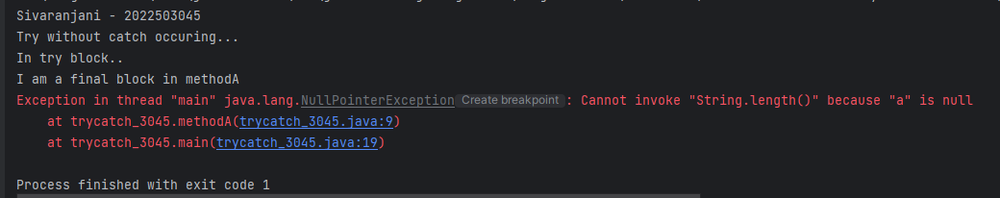 Sivaranjani - 2022503045
Try without catch occuring...
In try block..
I am a final block in methodA
Exception in thread "main" java.lang.NullPointerException Create breakpoint : Cannot invoke "String.length()" because "a" is null
    at trycatch_3045.methodA(trycatch_3045.java:9)
    at trycatch_3045.main(trycatch_3045.java:19)
Process finished with exit code 1